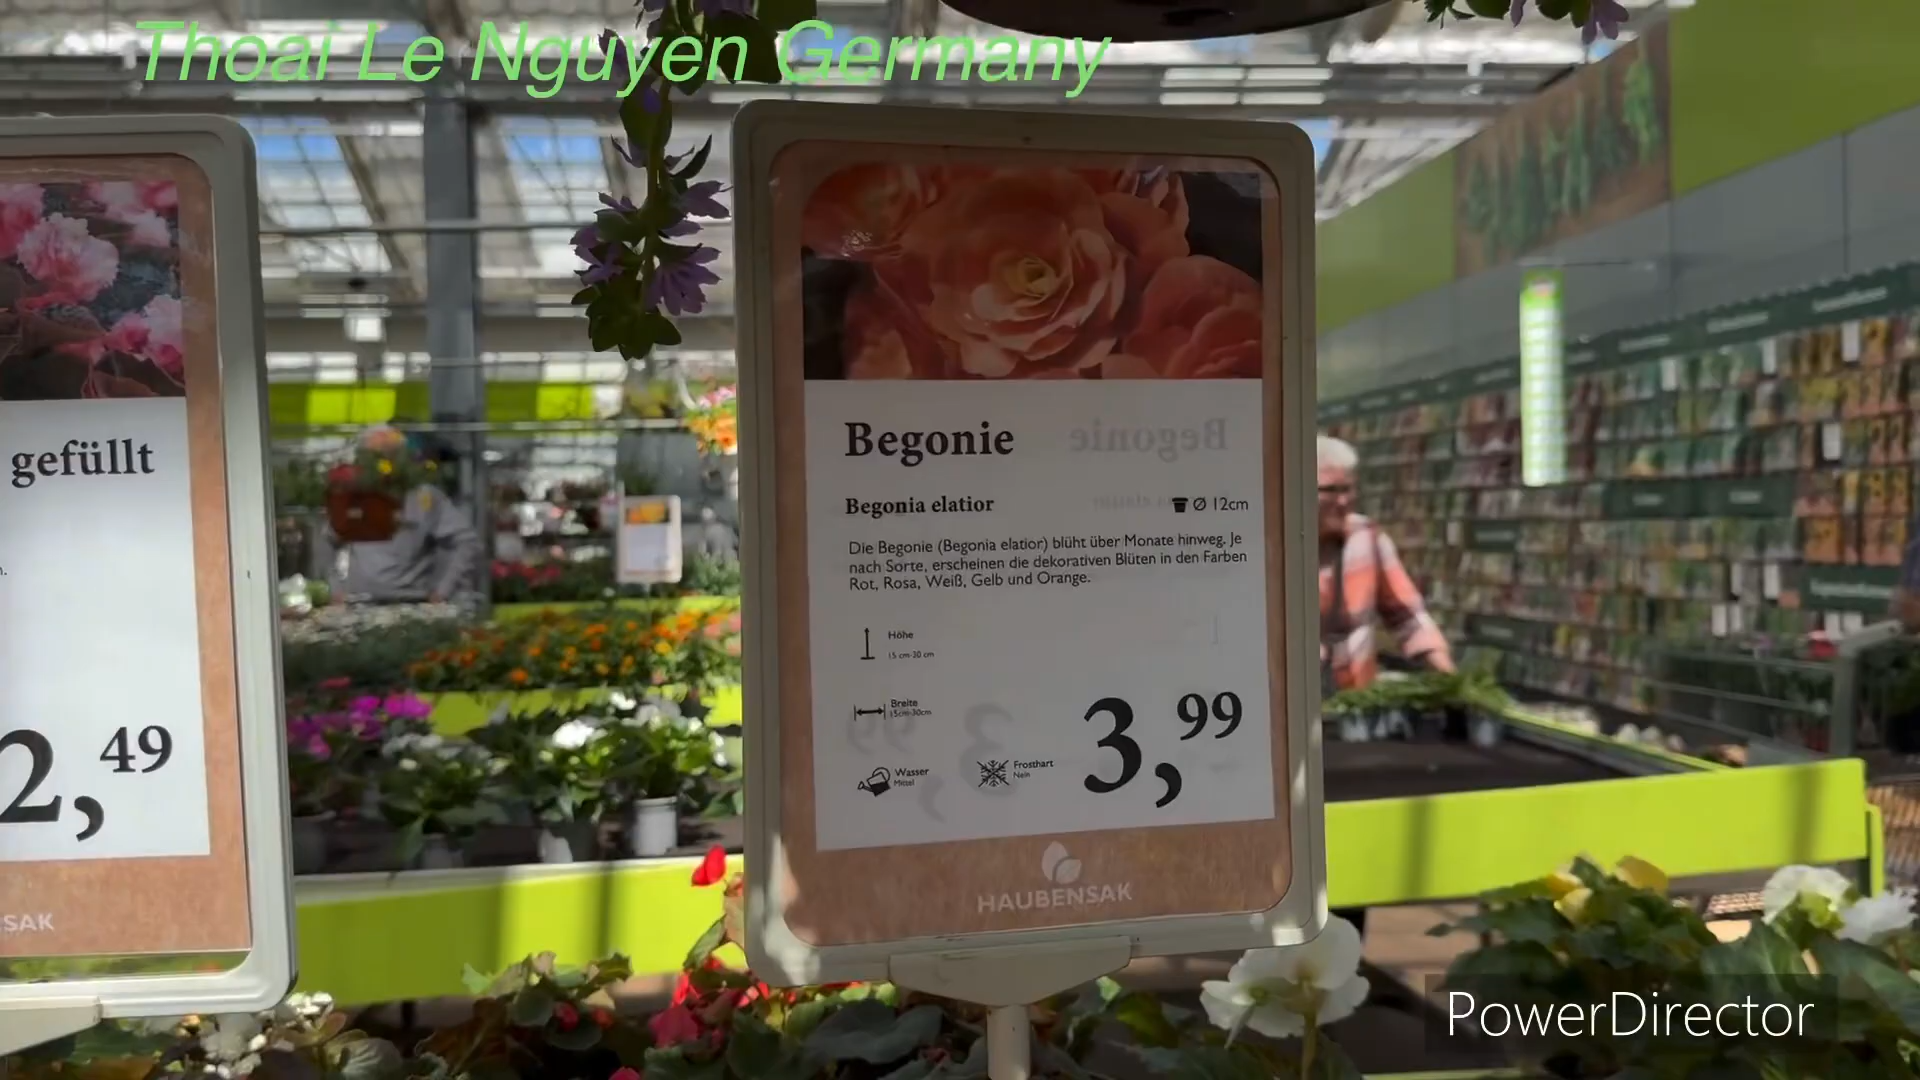 Thoai Le Nguyen Germany
gefüllt
2,49
SAK
Begonie
Begonia elatior
Ø 12cm
Die Begonie (Begonia elatior) blüht über Monate hinweg. Je
nach Sorte, erscheinen die dekorativen Blüten in den Farben
Rot, Rosa, Weiß, Gelb und Orange.
Höhe
15 cm-30 cm
Breite
15cm-30cm
Wasser
Mittel
Frosthart
Nein
3,99
HAUBENSAK
PowerDirector